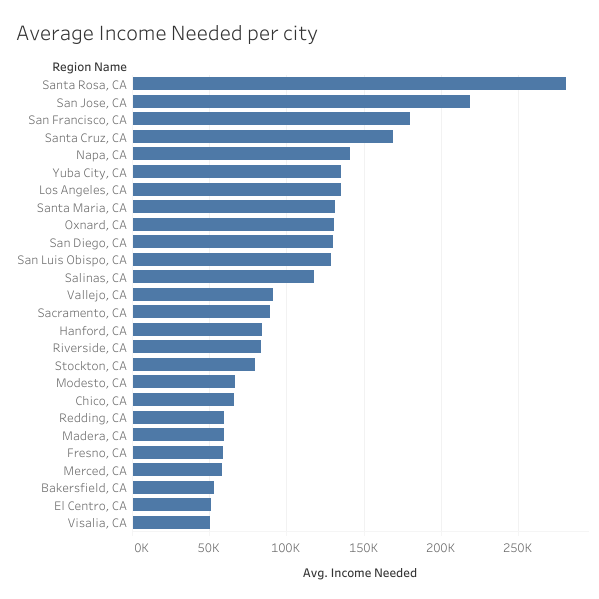 Average Income Needed per city
Region Name
Santa Rosa, CA
San Jose, CA
San Francisco, CA
Santa Cruz, CA
Napa, CA
Yuba City, CA
Los Angeles, CA
Santa Maria, CA
Oxnard, CA
San Diego, CA
San Luis Obispo, CA
Salinas, CA
Vallejo, CA
Sacramento, CA
Hanford, CA
Riverside, CA
Stockton, CA
Modesto, CA
Chico, CA
Redding, CA
Madera, CA
Fresno, CA
Merced, CA
Bakersfield, CA
El Centro, CA
Visalia, CA
0K 50K 100K 150K 200K 250K
Avg. Income Needed